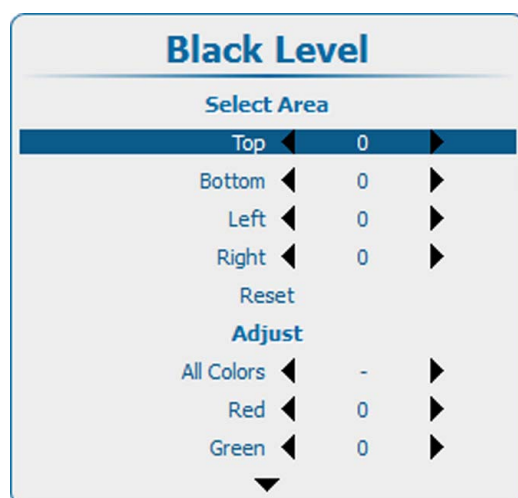 Black Level
Select Area
Top 0
Bottom 0
Left 0
Right 0
Reset
Adjust
All Colors -
Red 0
Green 0